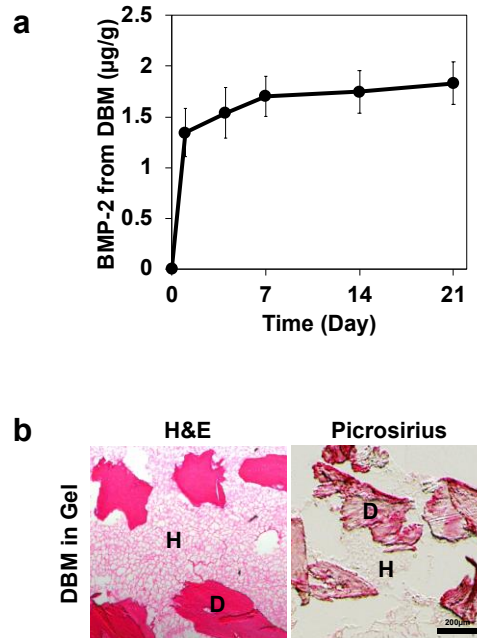 a
BMP-2 from DBM (µg/g)
2.5
2
1.5
1
0.5
0
0 7 14 21
Time (Day)
b
H&E Picrosirius
DBM in Gel
H
D
D
H
200µm